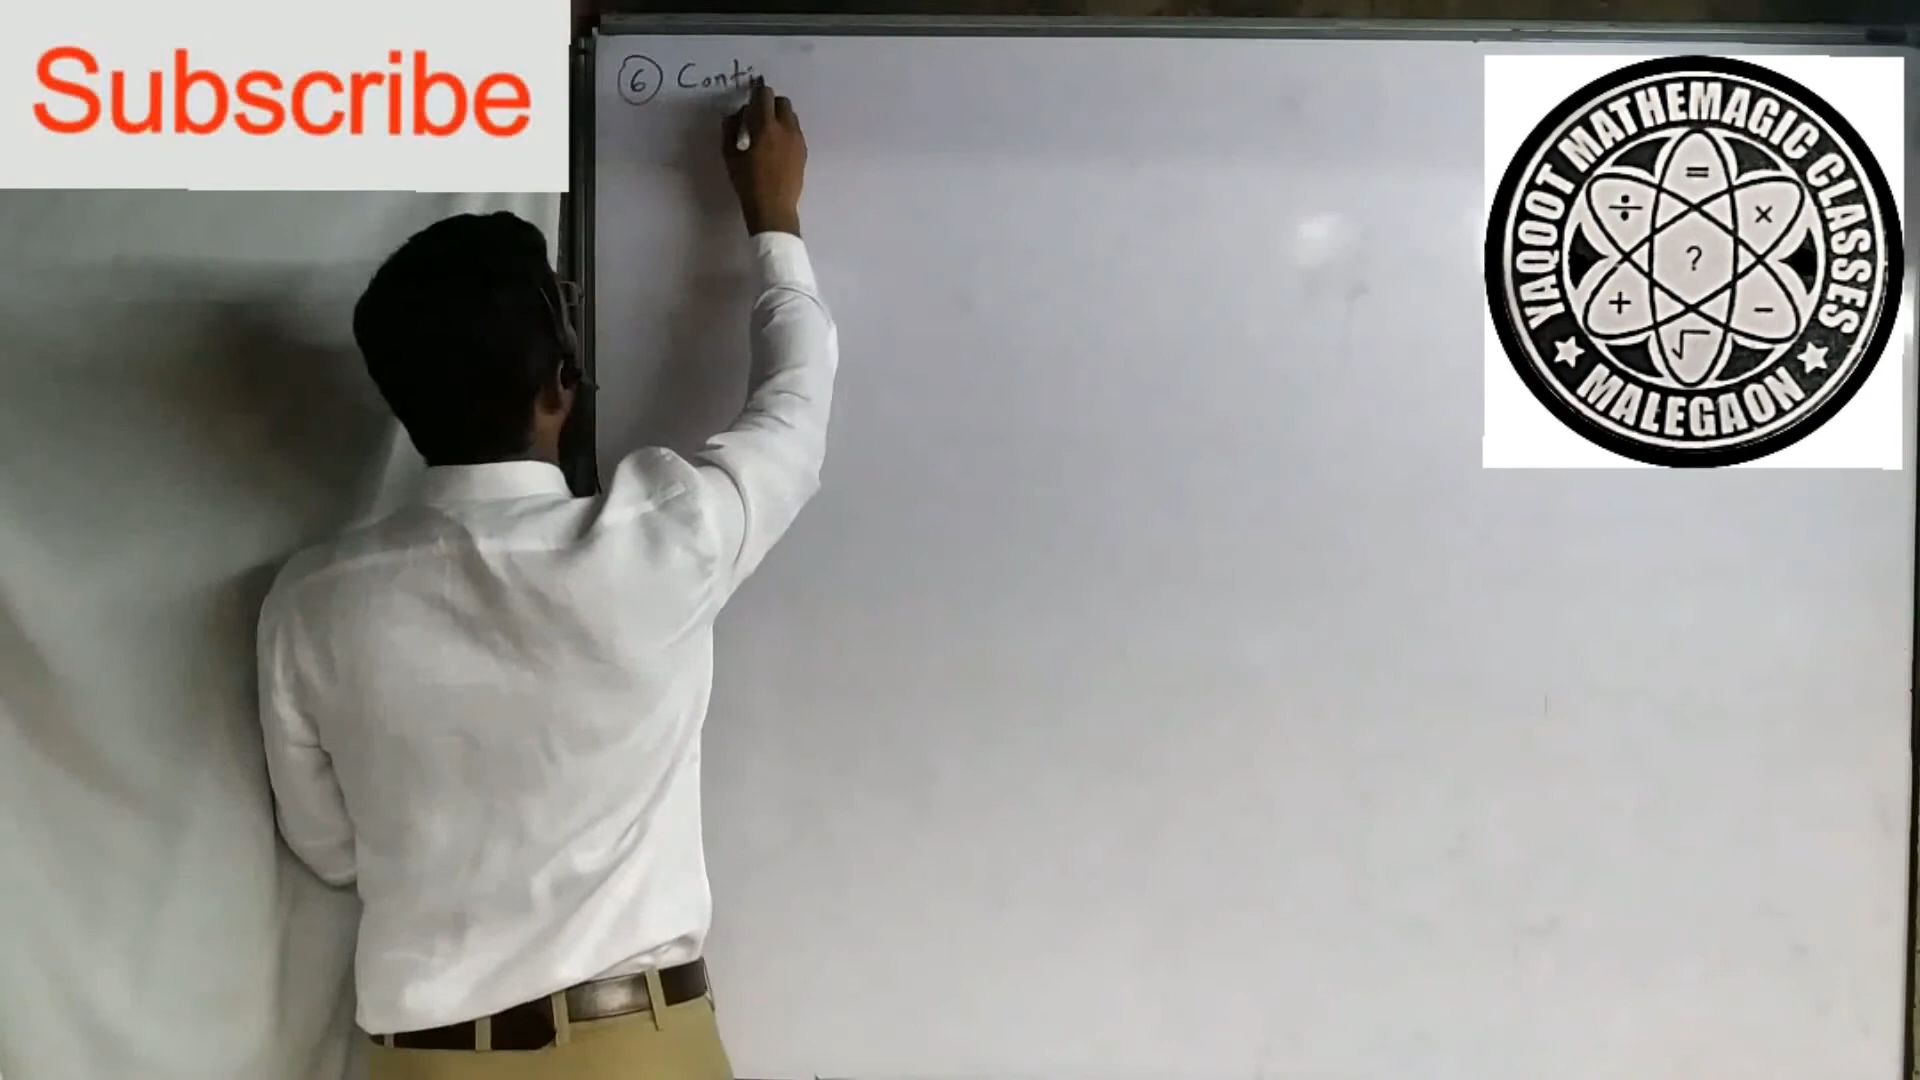 Subscribe
6 Conti
YAQOOT MATHEMAGIC CLASSES
MALEGAON
= ÷ × ? + − √